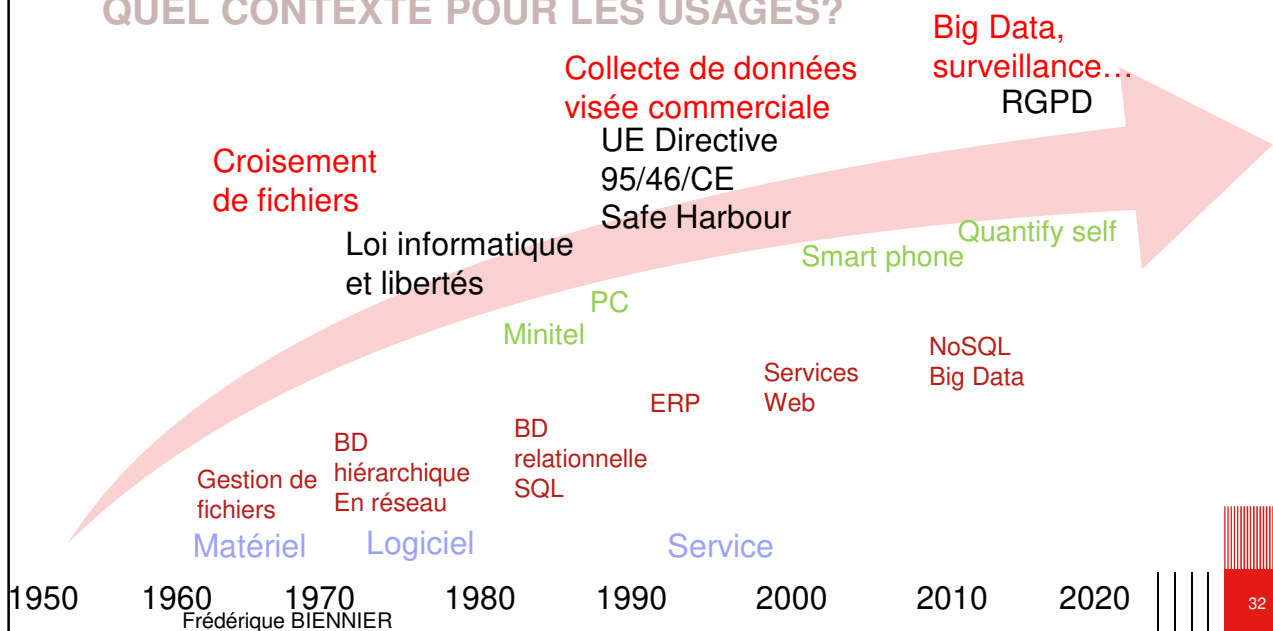 QUEL CONTEXTE POUR LES USAGES?
Big Data,
surveillance…
RGPD
Collecte de données
visée commerciale
UE Directive
95/46/CE
Safe Harbour
Croisement
de fichiers
Loi informatique
et libertés
Quantify self
Smart phone
PC
Minitel
NoSQL
Big Data
Services
Web
ERP
BD
relationnelle
SQL
BD
hiérarchique
En réseau
Gestion de
fichiers
Matériel
Logiciel
Service
1950 1960 1970 1980 1990 2000 2010 2020
Frédérique BIENNIER
32